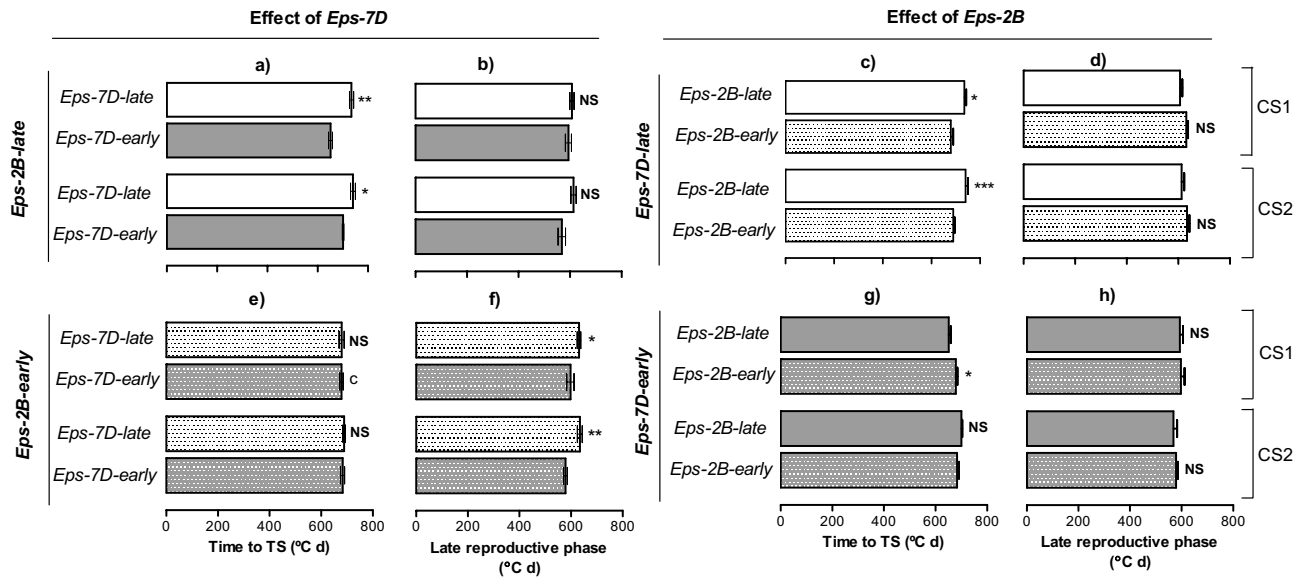 Effect of Eps-7D
Effect of Eps-2B
a)
b)
c)
d)
Eps-2B-late
Eps-7D-late
**
NS
Eps-7D-early
Eps-7D-late
*
NS
Eps-7D-early
Eps-7D-late
Eps-2B-late
*
Eps-2B-early
NS
CS1
Eps-2B-late
***
Eps-2B-early
NS
CS2
e)
f)
g)
h)
Eps-2B-early
Eps-7D-late
NS
*
Eps-7D-early
c
Eps-7D-late
NS
**
Eps-7D-early
Eps-7D-early
Eps-2B-late
NS
Eps-2B-early
*
CS1
Eps-2B-late
NS
Eps-2B-early
NS
CS2
0 200 400 600 800
0 200 400 600 800
0 200 400 600 800
0 200 400 600 800
Time to TS (ºC d)
Late reproductive phase
(ºC d)
Time to TS (ºC d)
Late reproductive phase
(ºC d)